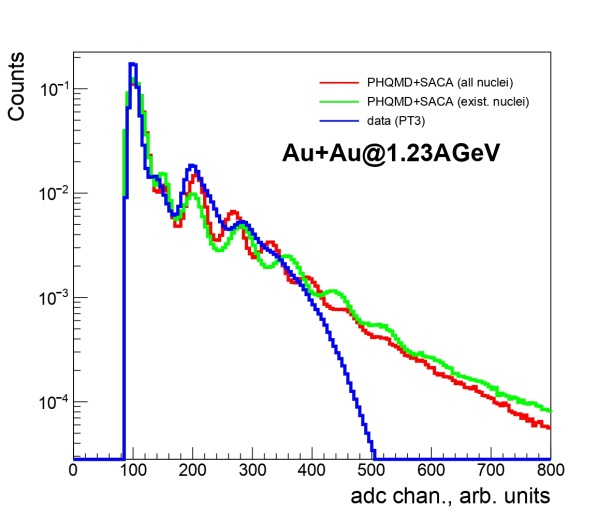 Counts
PHQMD+SACA (all nuclei)
PHQMD+SACA (exist. nuclei)
data (PT3)
Au+Au@1.23AGeV
10⁻¹
10⁻²
10⁻³
10⁻⁴
0 100 200 300 400 500 600 700 800
adc chan., arb. units